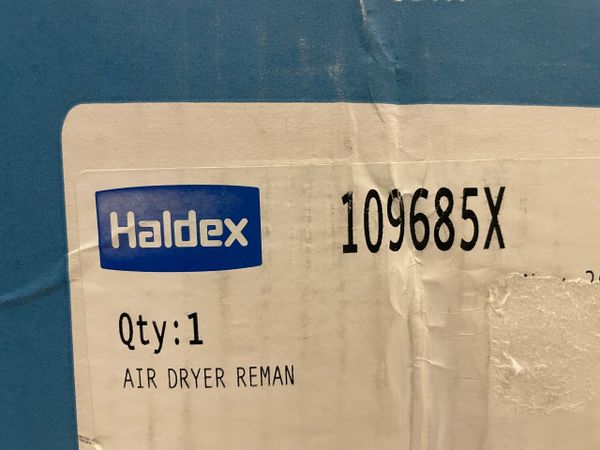 Haldex
109685X
Qty:1
AIR DRYER REMAN